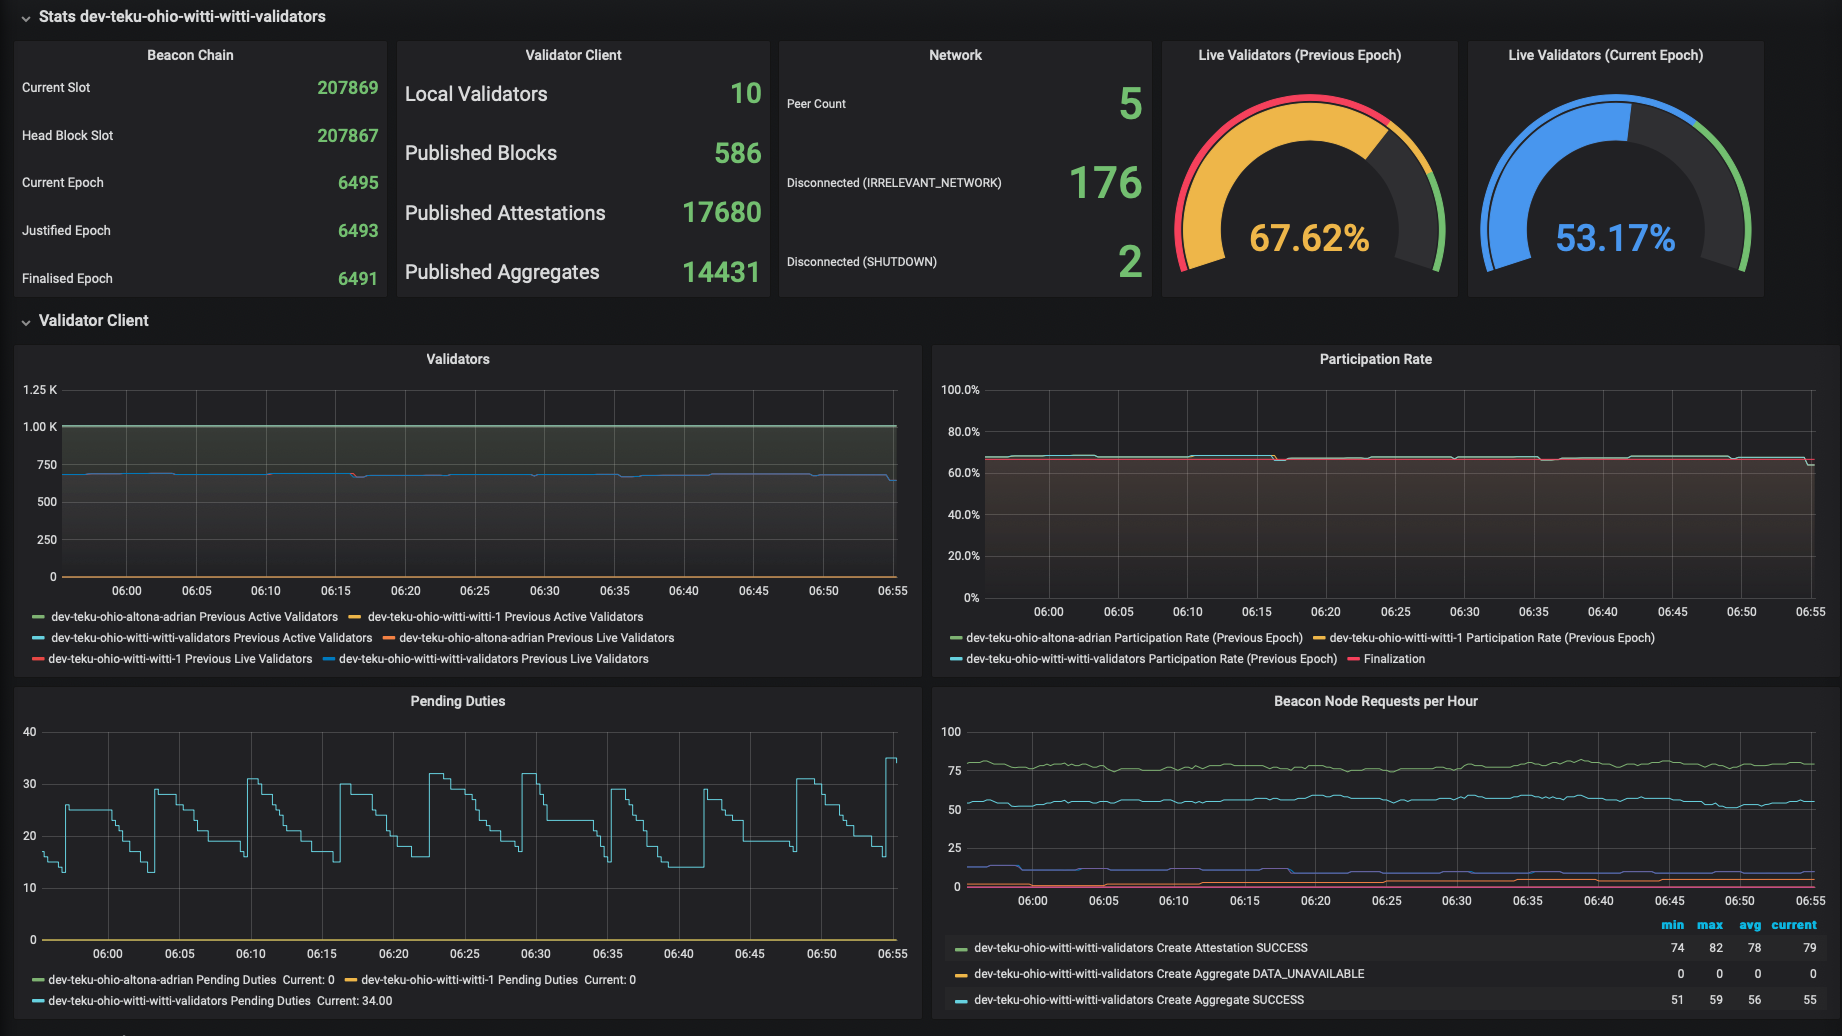 Stats dev-teku-ohio-witti-witti-validators
Beacon Chain
Current Slot 207869
Head Block Slot 207867
Current Epoch 6495
Justified Epoch 6493
Finalised Epoch 6491
Validator Client
Local Validators 10
Published Blocks 586
Published Attestations 17680
Published Aggregates 14431
Network
Peer Count 5
Disconnected (IRRELEVANT_NETWORK) 176
Disconnected (SHUTDOWN) 2
Live Validators (Previous Epoch)
67.62%
Live Validators (Current Epoch)
53.17%
Validator Client
Validators
1.25 K
1.00 K
750
500
250
0
06:00 06:05 06:10 06:15 06:20 06:25 06:30 06:35 06:40 06:45 06:50 06:55
dev-teku-ohio-altona-adrian Previous Active Validators dev-teku-ohio-witti-witti-1 Previous Active Validators
dev-teku-ohio-witti-witti-validators Previous Active Validators dev-teku-ohio-altona-adrian Previous Live Validators
dev-teku-ohio-witti-witti-1 Previous Live Validators dev-teku-ohio-witti-witti-validators Previous Live Validators
Participation Rate
100.0%
80.0%
60.0%
40.0%
20.0%
0%
06:00 06:05 06:10 06:15 06:20 06:25 06:30 06:35 06:40 06:45 06:50 06:55
dev-teku-ohio-altona-adrian Participation Rate (Previous Epoch) dev-teku-ohio-witti-witti-1 Participation Rate (Previous Epoch)
dev-teku-ohio-witti-witti-validators Participation Rate (Previous Epoch) Finalization
Pending Duties
40
30
20
10
0
06:00 06:05 06:10 06:15 06:20 06:25 06:30 06:35 06:40 06:45 06:50 06:55
dev-teku-ohio-altona-adrian Pending Duties Current: 0 dev-teku-ohio-witti-witti-1 Pending Duties Current: 0
dev-teku-ohio-witti-witti-validators Pending Duties Current: 34.00
Beacon Node Requests per Hour
100
75
50
25
0
06:00 06:05 06:10 06:15 06:20 06:25 06:30 06:35 06:40 06:45 06:50 06:55
min max avg current
dev-teku-ohio-witti-witti-validators Create Attestation SUCCESS 74 82 78 79
dev-teku-ohio-witti-witti-validators Create Aggregate DATA_UNAVAILABLE 0 0 0 0
dev-teku-ohio-witti-witti-validators Create Aggregate SUCCESS 51 59 56 55